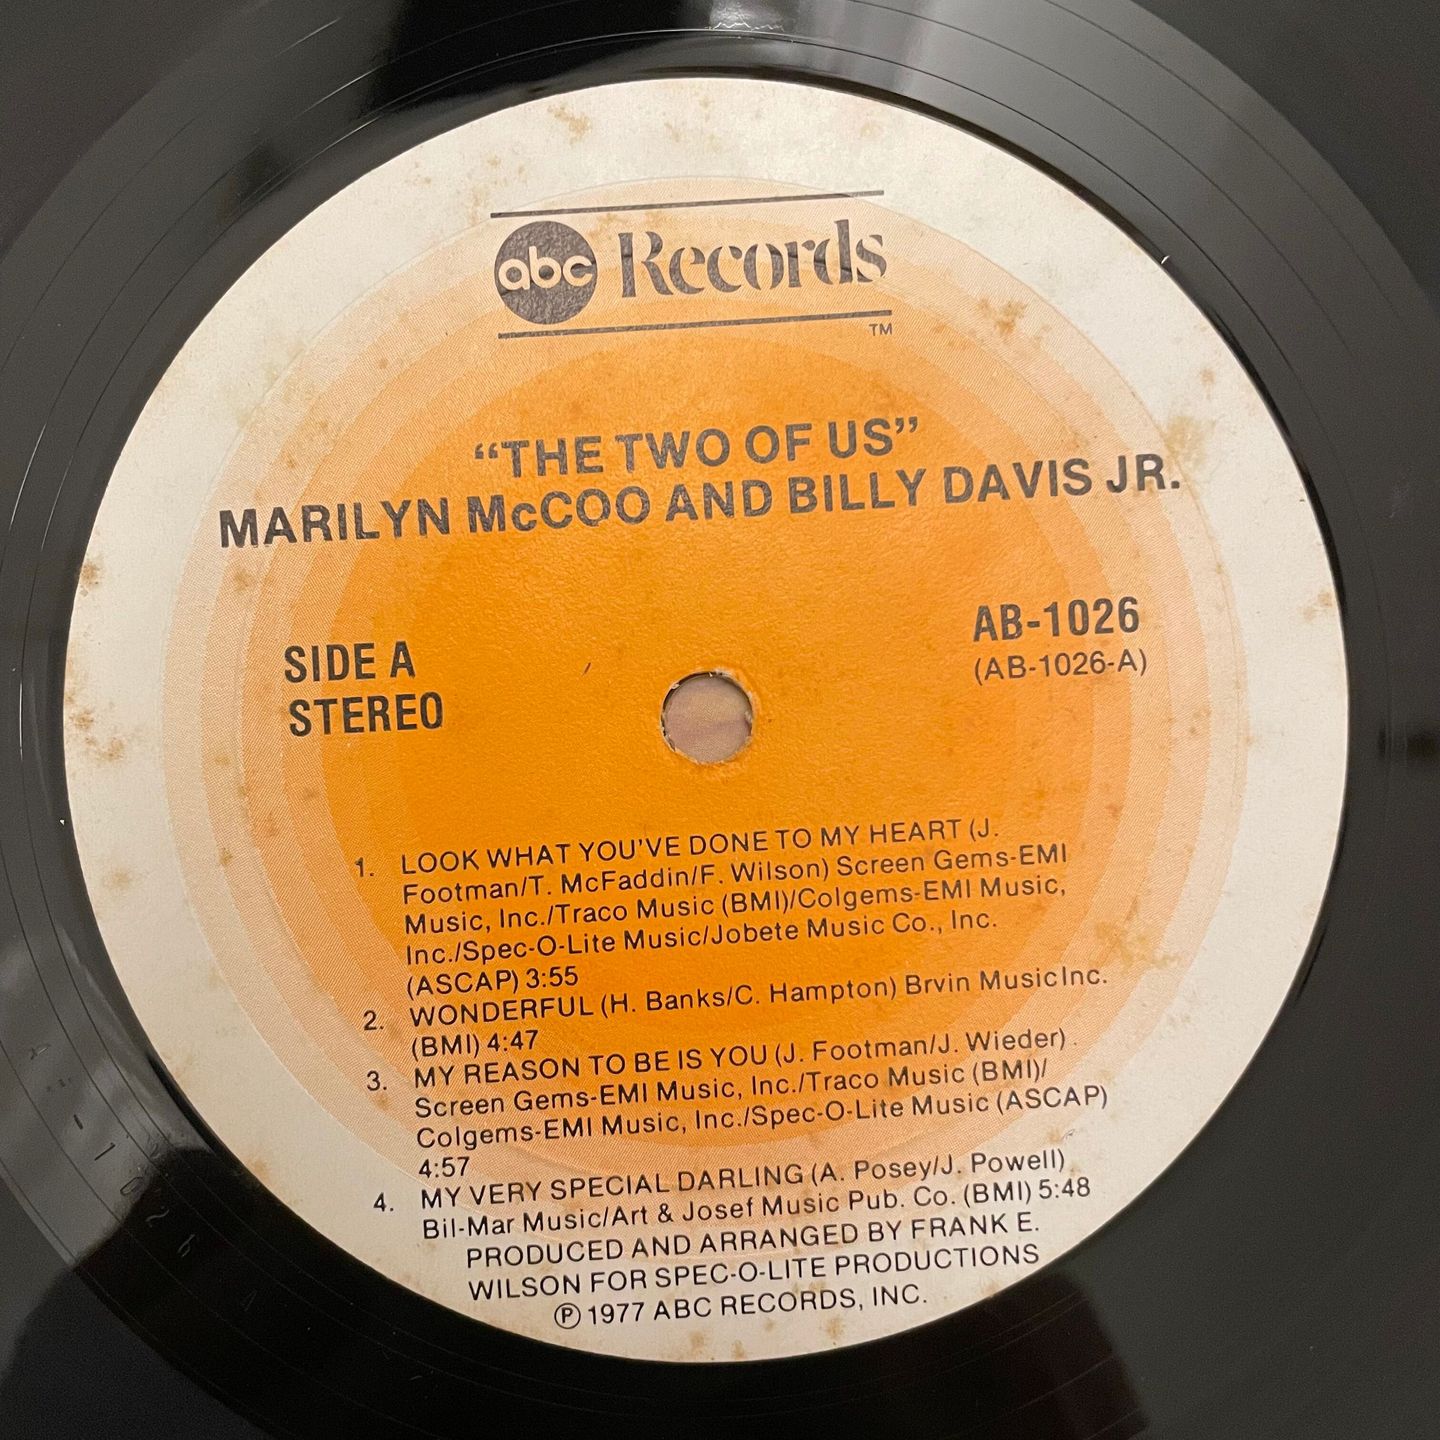 abc Records
TM
“THE TWO OF US”
MARILYN McCOO AND BILLY DAVIS JR.
SIDE A
STEREO
AB-1026
(AB-1026-A)
1. LOOK WHAT YOU'VE DONE TO MY HEART (J.
Footman/T. McFaddin/F. Wilson) Screen Gems-EMI
Music, Inc./Traco Music (BMI)/Colgems-EMI Music,
Inc./Spec-O-Lite Music/Jobete Music Co., Inc.
(ASCAP) 3:55
2. WONDERFUL (H. Banks/C. Hampton) Brvin MusicInc.
(BMI) 4:47
3. MY REASON TO BE IS YOU (J. Footman/J. Wieder)
Screen Gems-EMI Music, Inc./Traco Music (BMI)/
Colgems-EMI Music, Inc./Spec-O-Lite Music (ASCAP)
4:57
4. MY VERY SPECIAL DARLING (A. Posey/J. Powell)
Bil-Mar Music/Art & Josef Music Pub. Co. (BMI) 5:48
PRODUCED AND ARRANGED BY FRANK E.
WILSON FOR SPEC-O-LITE PRODUCTIONS
Ⓟ 1977 ABC RECORDS, INC.